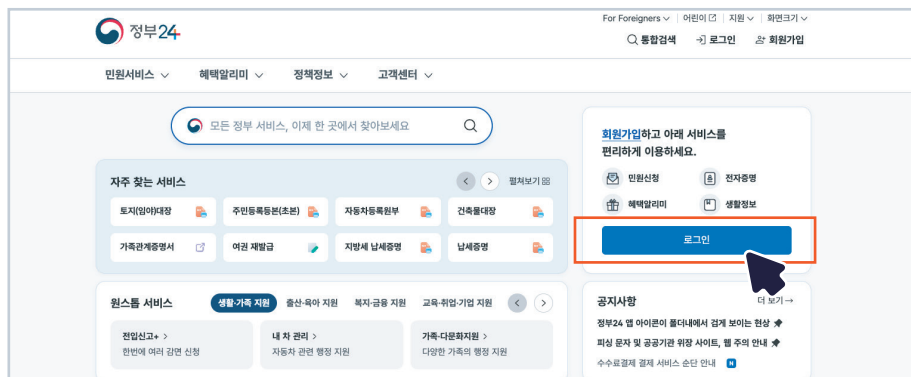 For Foreigners 어린이 지원 화면크기
정부24
통합검색 로그인 회원가입
민원서비스 혜택알리미 정책정보 고객센터
모든 정부 서비스, 이제 한 곳에서 찾아보세요
회원가입하고 아래 서비스를
편리하게 이용하세요.
민원신청 전자증명
혜택알리미 생활정보
로그인
자주 찾는 서비스 펼쳐보기
토지(임야)대장 주민등록등본(초본) 자동차등록원부 건축물대장
가족관계증명서 여권 재발급 지방세 납세증명 납세증명
원스톱 서비스 생활·가족 지원 출산·육아 지원 복지·금융 지원 교육·취업·기업 지원
전입신고+ > 내 차 관리 > 가족·다문화지원 >
한번에 여러 감면 신청 자동차 관련 행정 지원 다양한 가족의 행정 지원
공지사항 더 보기→
정부24 앱 아이콘이 폴더내에서 검게 보이는 현상
피싱 문자 및 공공기관 위장 사이트, 웹 주의 안내
수수료결제 결제 서비스 순단 안내 N